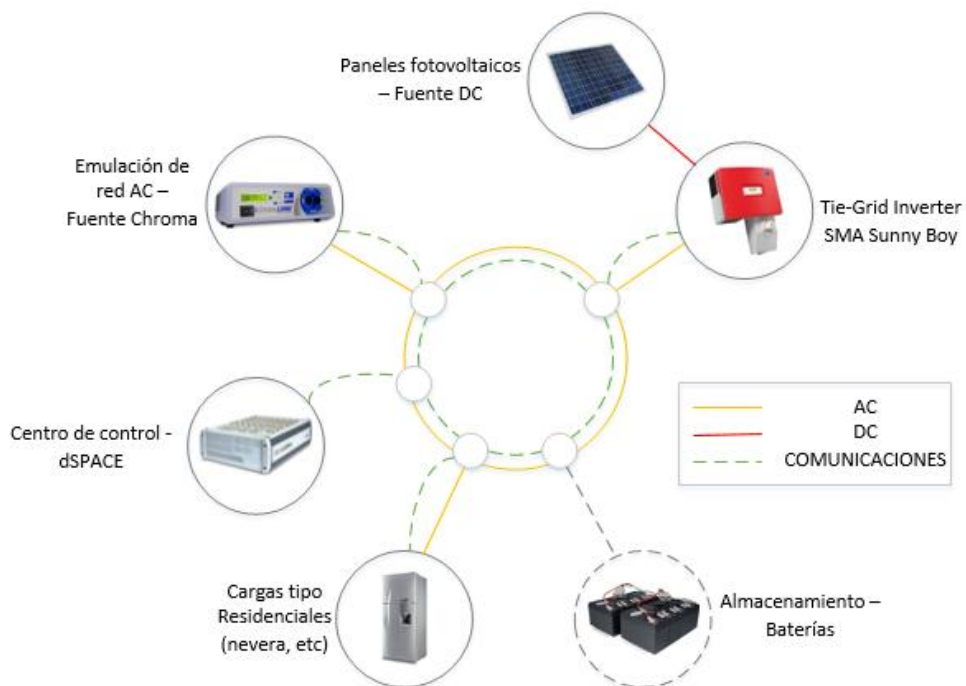 Paneles fotovoltaicos
– Fuente DC
Emulación de
red AC –
Fuente Chroma
Tie-Grid Inverter
SMA Sunny Boy
AC
DC
COMUNICACIONES
Centro de control -
dSPACE
Cargas tipo
Residenciales
(nevera, etc)
Almacenamiento –
Baterías